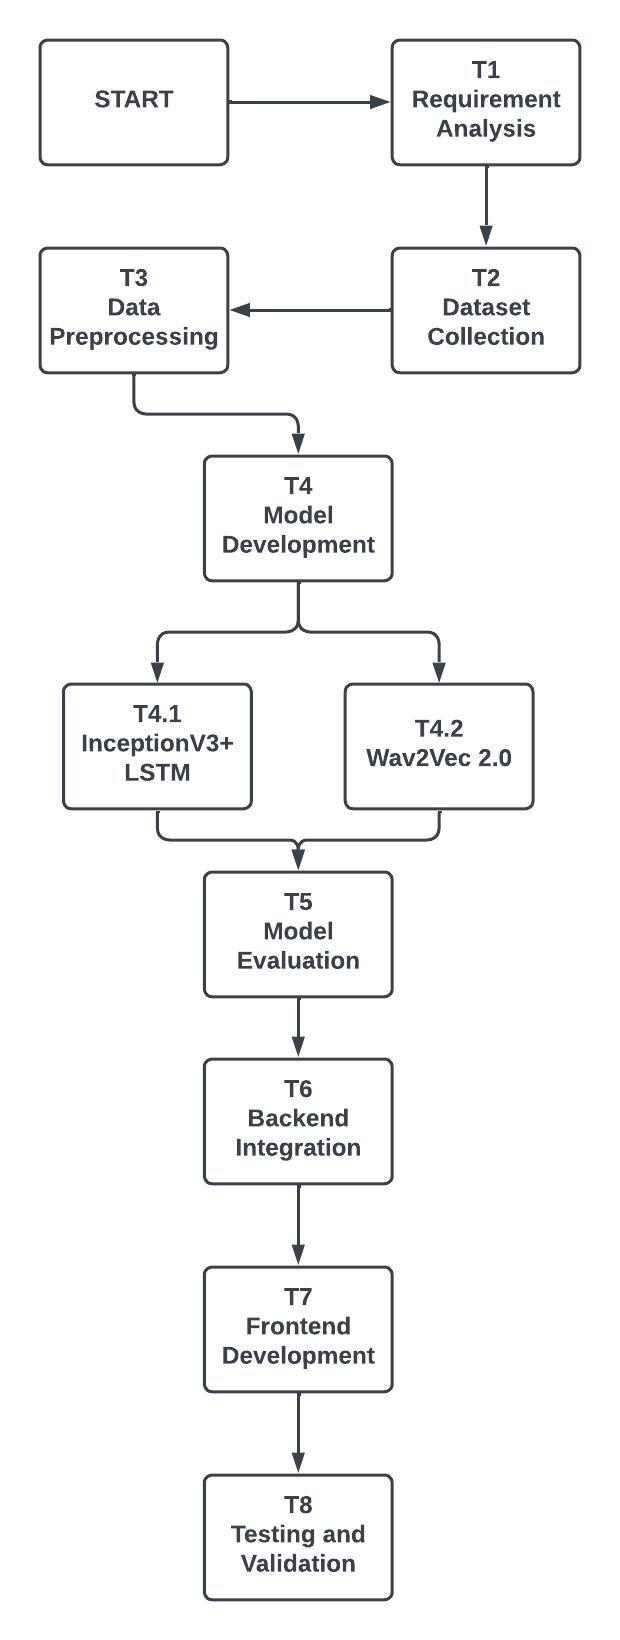 START
T1
Requirement
Analysis
T2
Dataset
Collection
T3
Data
Preprocessing
T4
Model
Development
T4.1
InceptionV3+
LSTM
T4.2
Wav2Vec 2.0
T5
Model
Evaluation
T6
Backend
Integration
T7
Frontend
Development
T8
Testing and
Validation